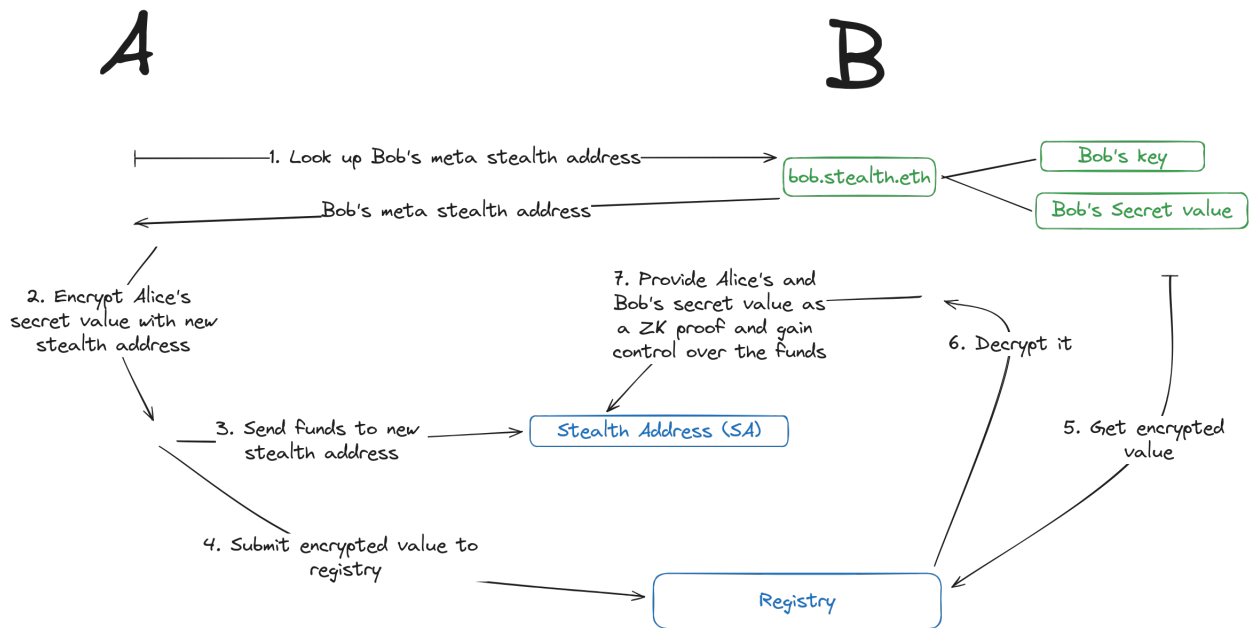 A
B
1. Look up Bob's meta stealth address
bob.stealth.eth
Bob's key
Bob's Secret value
Bob's meta stealth address
2. Encrypt Alice's
secret value with new
stealth address
7. Provide Alice's and
Bob's secret value as
a ZK proof and gain
control over the funds
6. Decrypt it
3. Send funds to new
stealth address
Stealth Address (SA)
5. Get encrypted
value
4. Submit encrypted value to
registry
Registry